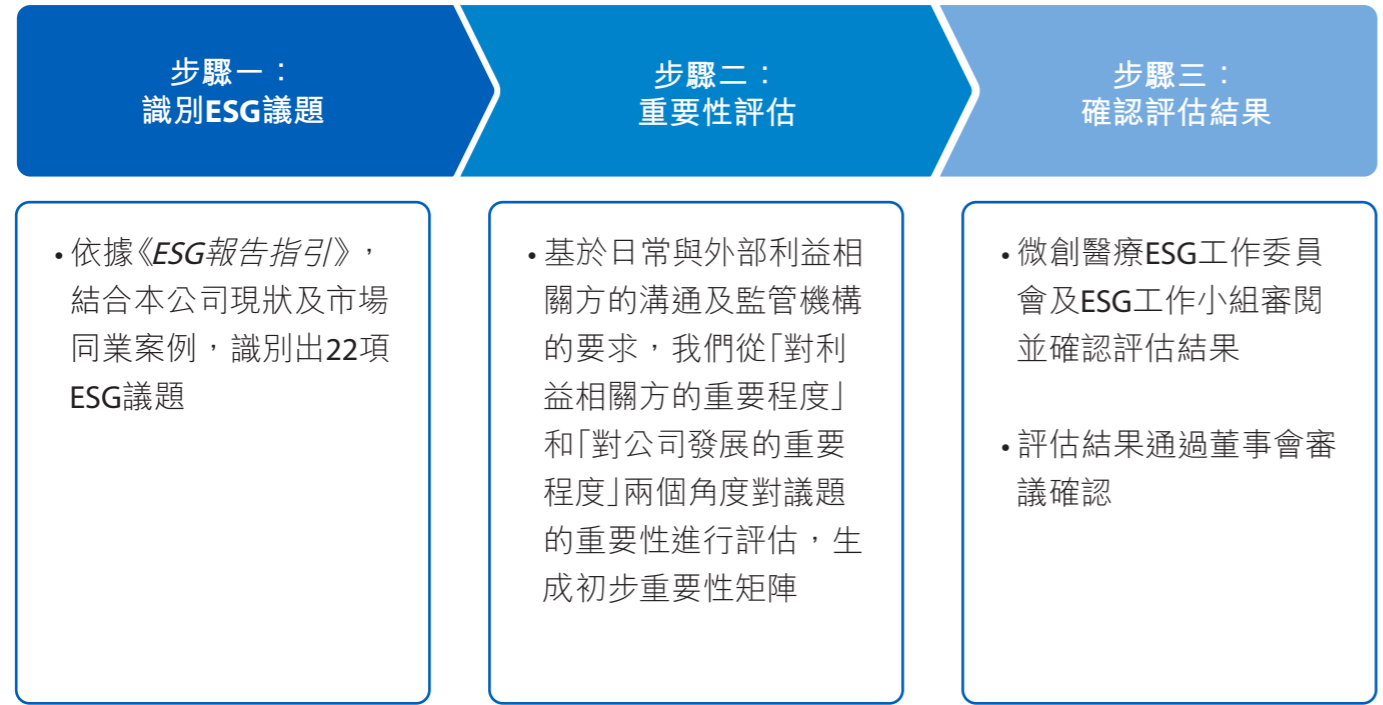 步驟一：
識別ESG議題
步驟二：
重要性評估
步驟三：
確認評估結果
•依據《ESG報告指引》，
結合本公司現狀及市場
同業案例，識別出22項
ESG議題
•基於日常與外部利益相
關方的溝通及監管機構
的要求，我們從「對利
益相關方的重要程度」
和「對公司發展的重要
程度」兩個角度對議題
的重要性進行評估，生
成初步重要性矩陣
•微創醫療ESG工作委員
會及ESG工作小組審閱
並確認評估結果
•評估結果通過董事會審
議確認